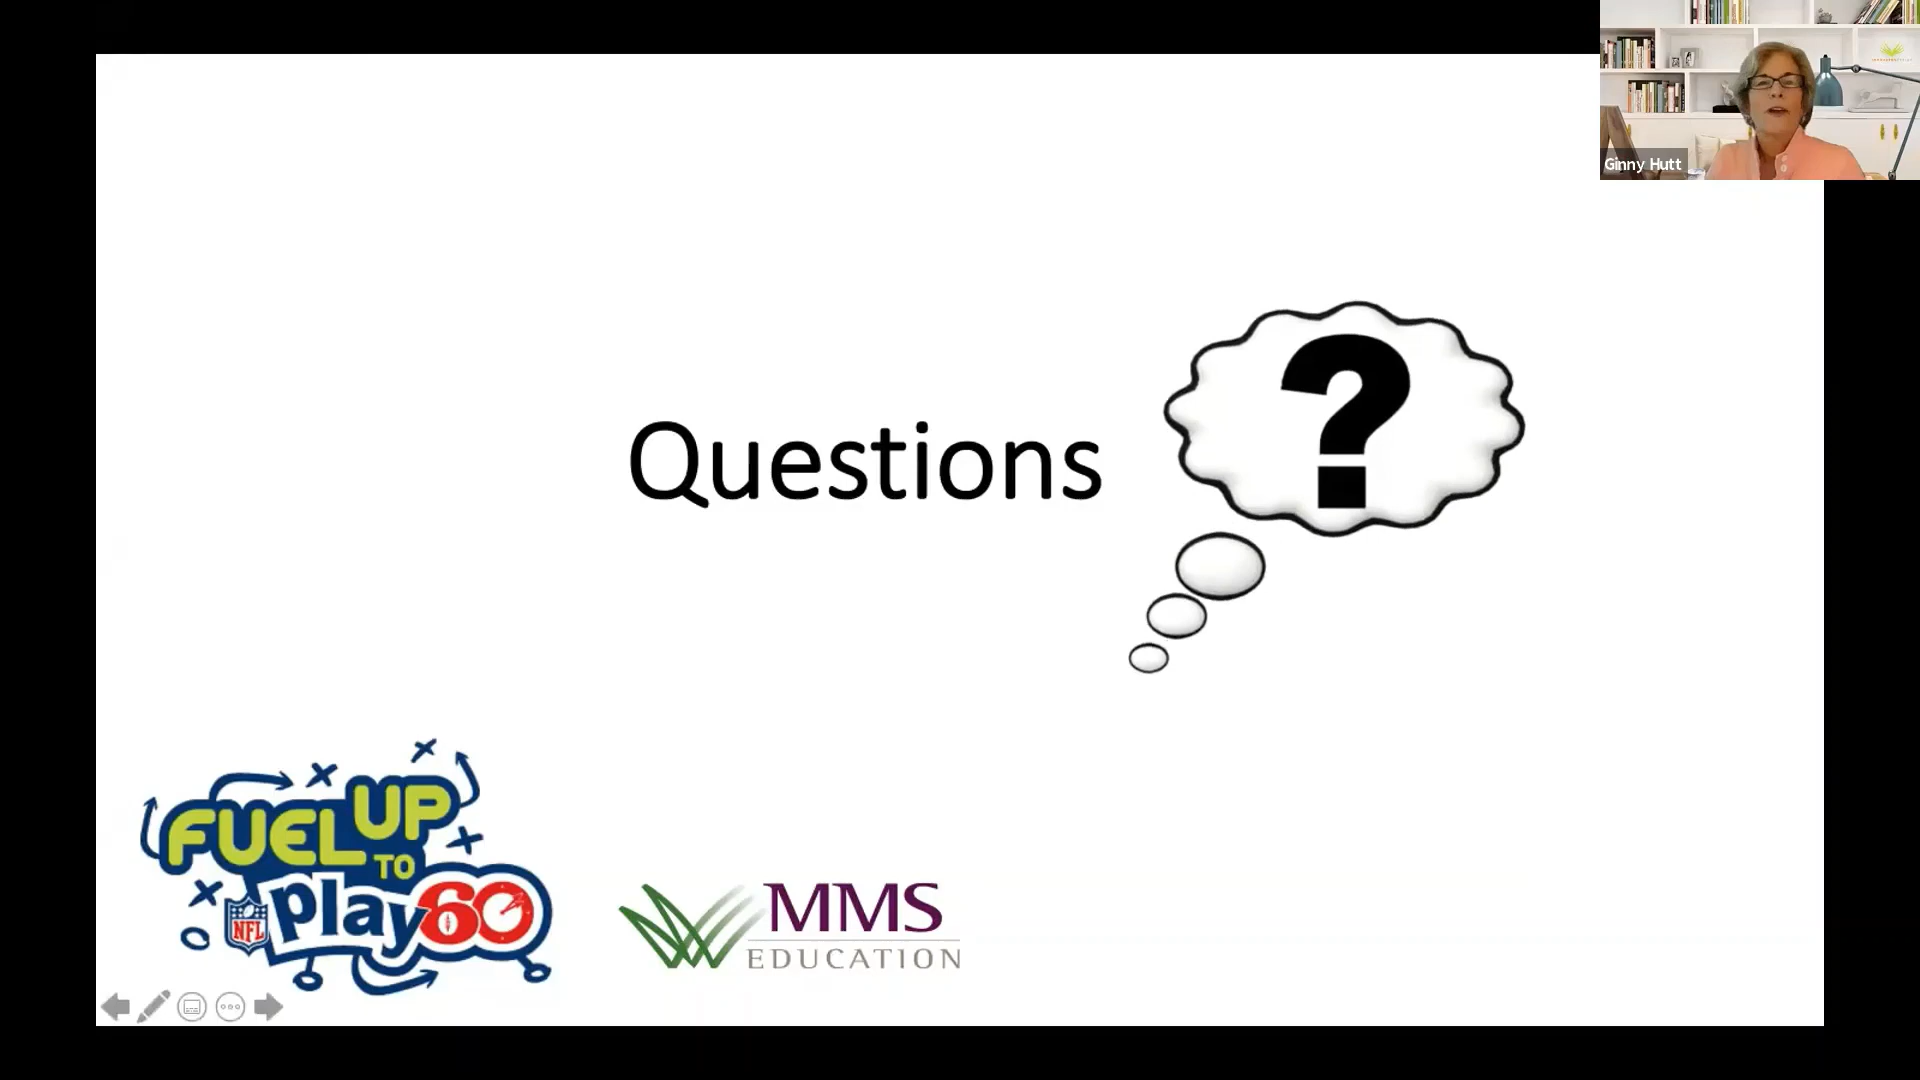 Ginny Hutt
Questions
?
FUEL UP
TO
NFL play60
MMS
EDUCATION